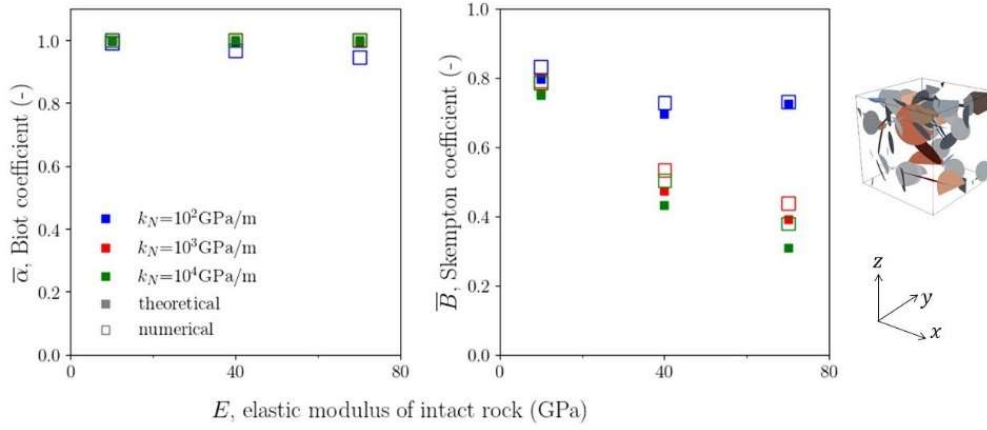 1.0
0.8
0.6
0.4
0.2
0.0
α̅, Biot coefficient (-)
k_N=10²GPa/m
k_N=10³GPa/m
k_N=10⁴GPa/m
theoretical
numerical
0 40 80
1.0
0.8
0.6
0.4
0.2
0.0
B̅, Skempton coefficient (-)
0 40 80
E, elastic modulus of intact rock (GPa)
z
y
x